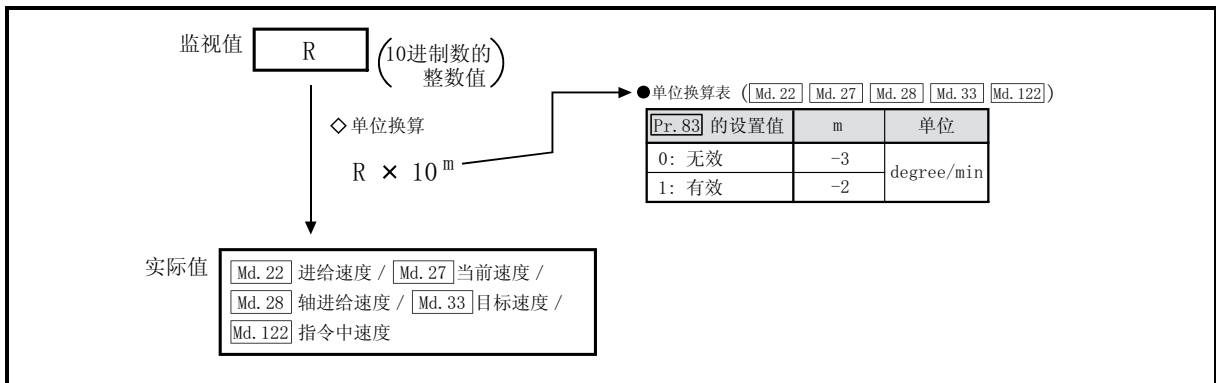 监视值 R (10进制数的
整数值)
●单位换算表 (Md.22 Md.27 Md.28 Md.33 Md.122)
Pr.83 的设置值 m 单位
0: 无效 -3 degree/min
1: 有效 -2
◇单位换算
R × 10^m
实际值
Md.22 进给速度 / Md.27 当前速度 /
Md.28 轴进给速度 / Md.33 目标速度 /
Md.122 指令中速度